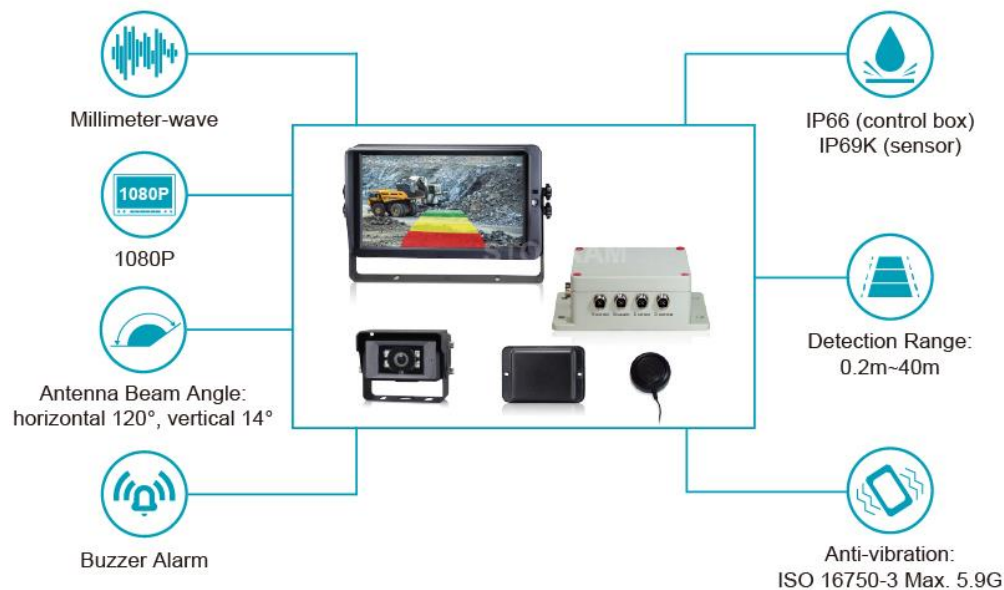 Millimeter-wave
1080P
1080P
Antenna Beam Angle:
horizontal 120°, vertical 14°
Buzzer Alarm
IP66 (control box)
IP69K (sensor)
Detection Range:
0.2m~40m
Anti-vibration:
ISO 16750-3 Max. 5.9G